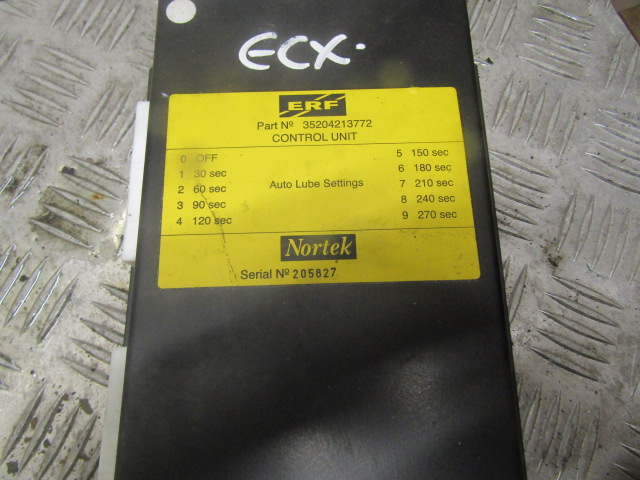 ECX.
ERF
Part Nº 35204213772
CONTROL UNIT
0 OFF
1 30 sec
2 60 sec
3 90 sec
4 120 sec
Auto Lube Settings
5 150 sec
6 180 sec
7 210 sec
8 240 sec
9 270 sec
Nortek
Serial Nº 205827